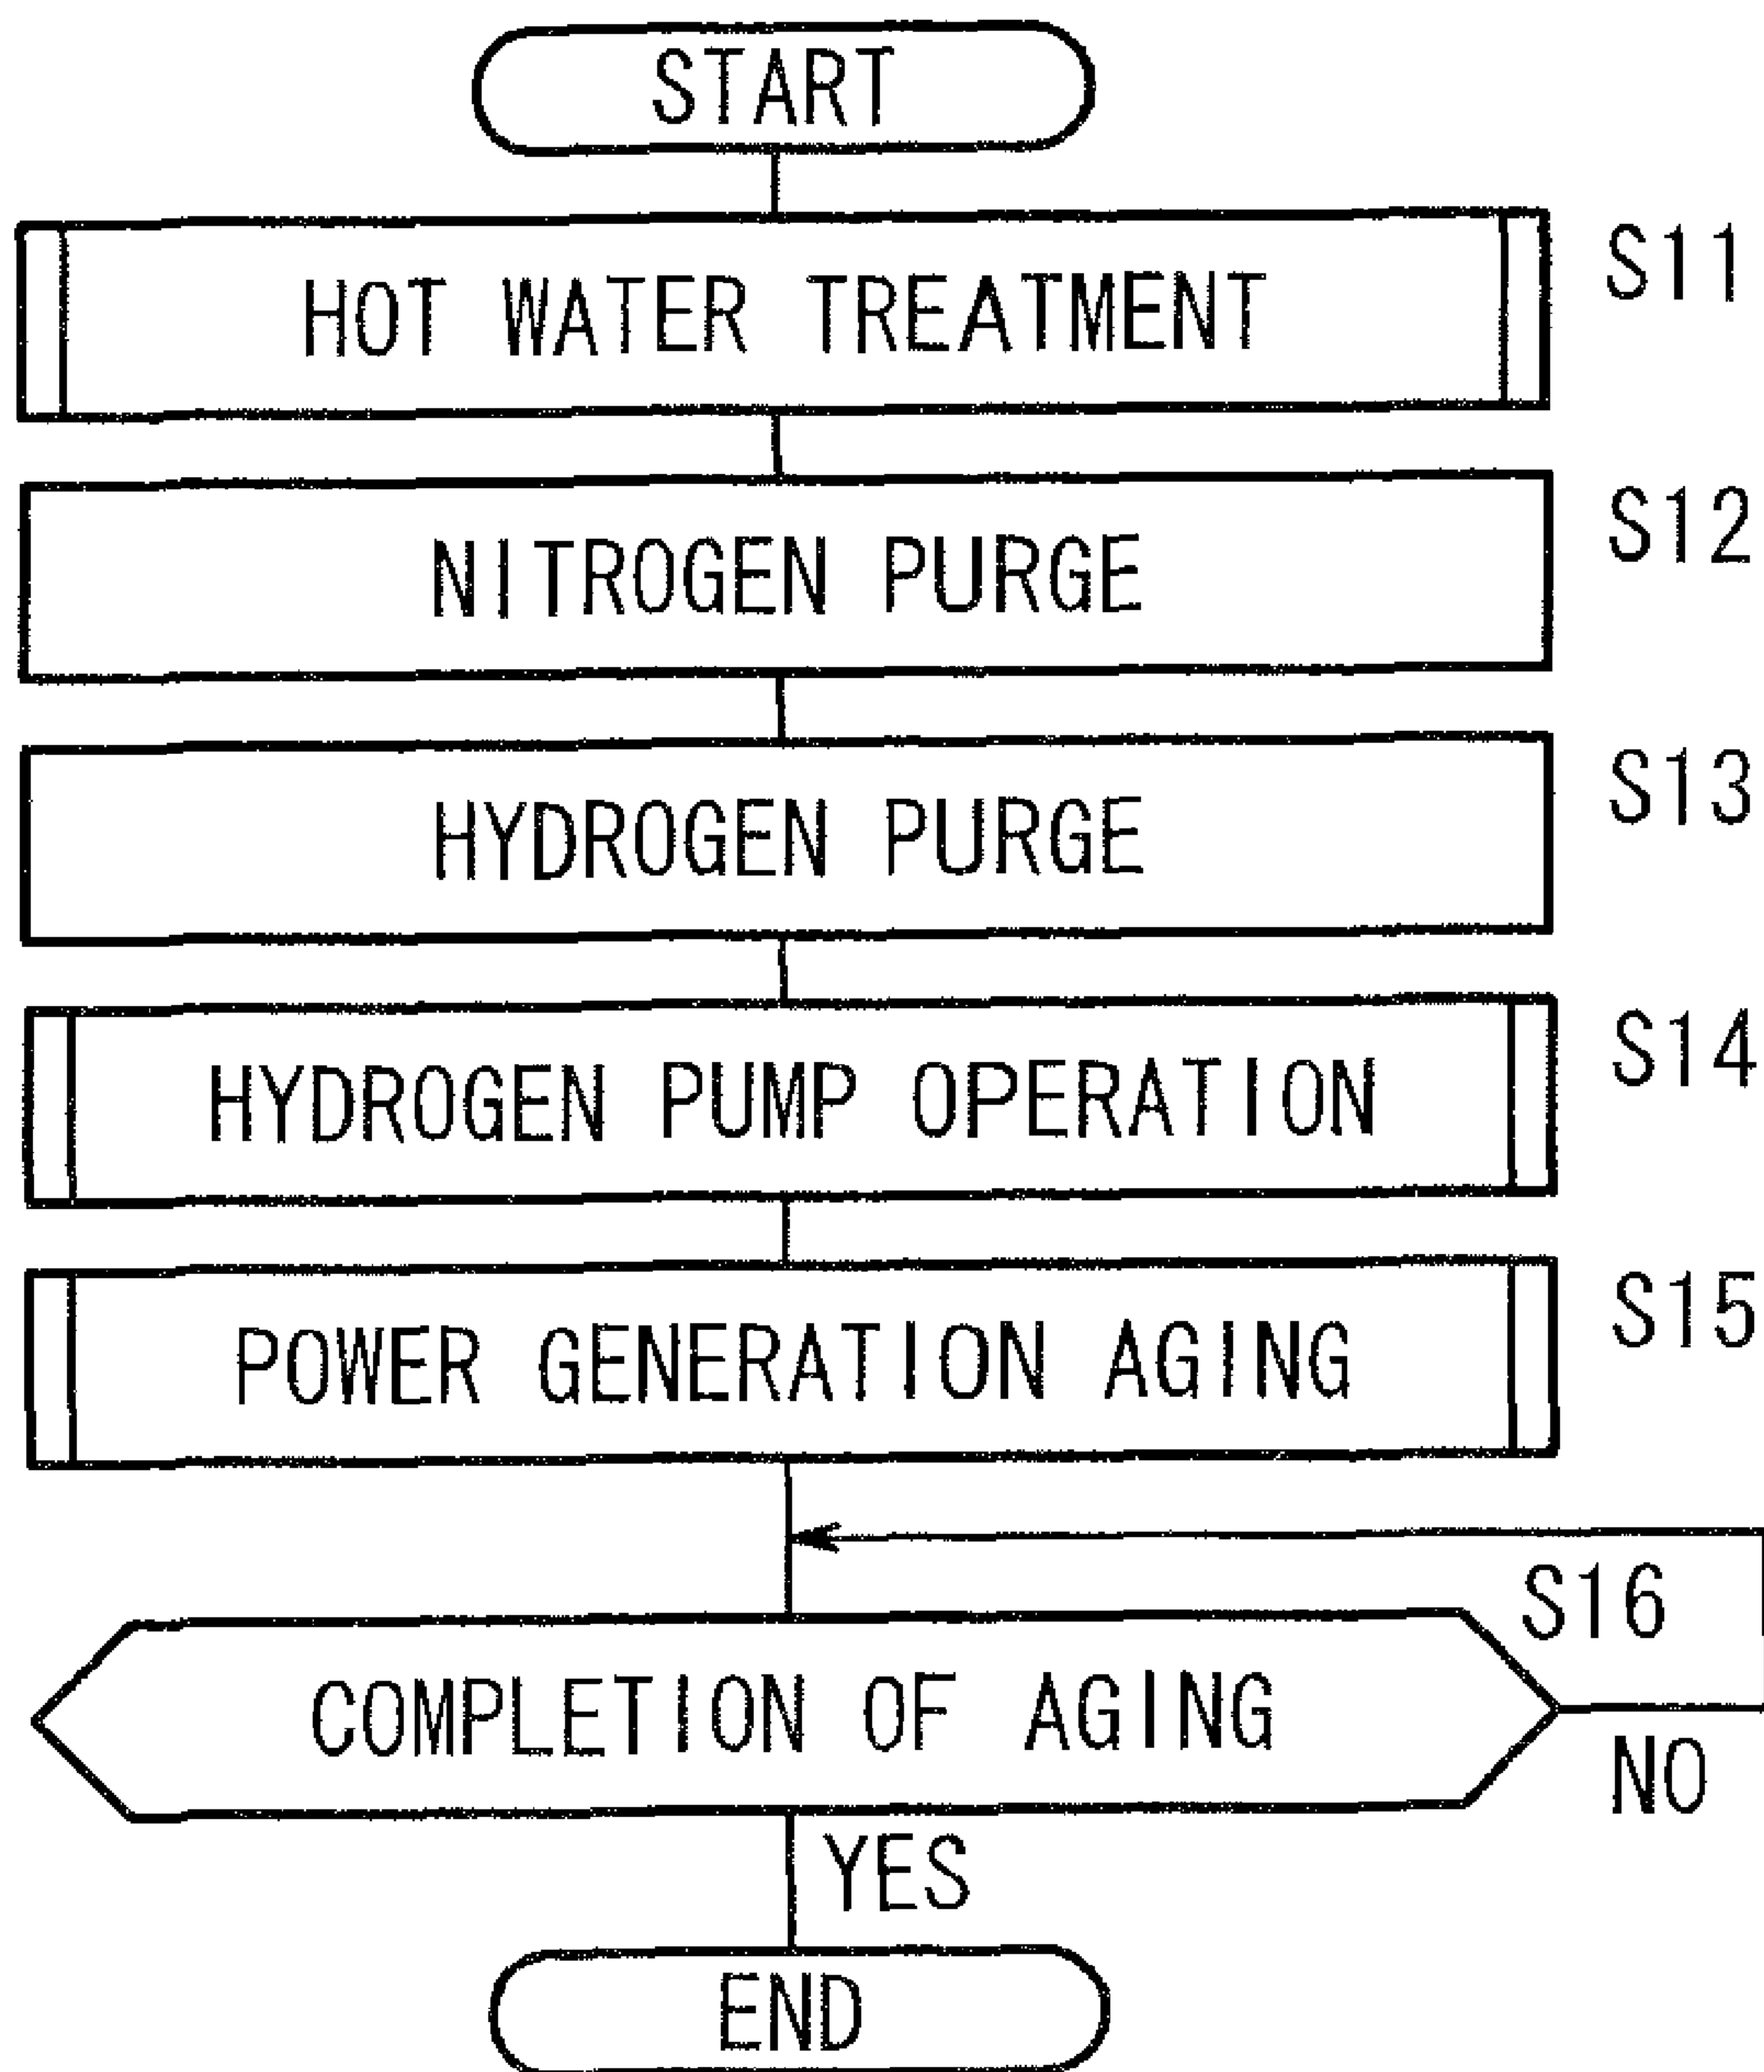 START
HOT WATER TREATMENT S11
NITROGEN PURGE S12
HYDROGEN PURGE S13
HYDROGEN PUMP OPERATION S14
POWER GENERATION AGING S15
S16
COMPLETION OF AGING
NO
YES
END